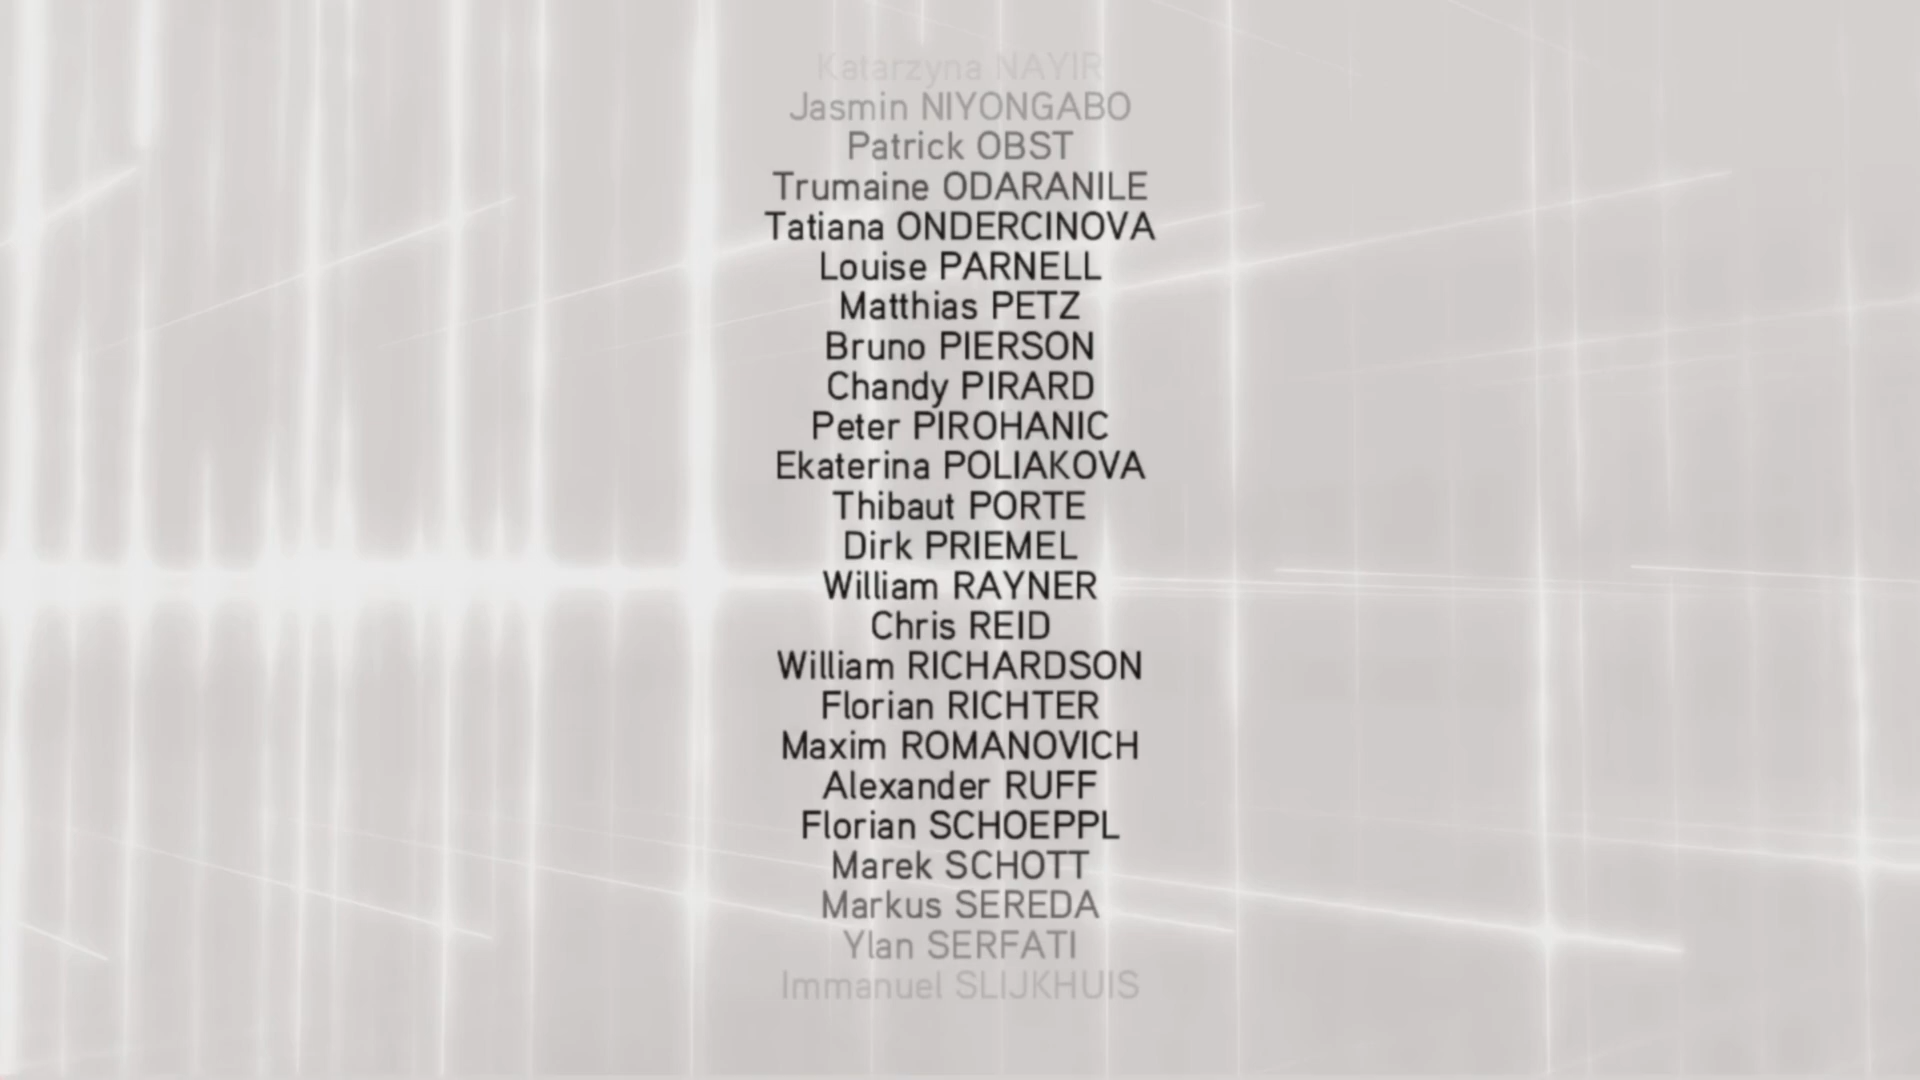 Katarzyna NAYIR
Jasmin NIYONGABO
Patrick OBST
Trumaine ODARANILE
Tatiana ONDERCINOVA
Louise PARNELL
Matthias PETZ
Bruno PIERSON
Chandy PIRARD
Peter PIROHANIC
Ekaterina POLIAKOVA
Thibaut PORTE
Dirk PRIEMEL
William RAYNER
Chris REID
William RICHARDSON
Florian RICHTER
Maxim ROMANOVICH
Alexander RUFF
Florian SCHOEPPL
Marek SCHOTT
Markus SEREDA
Ylan SERFATI
Immanuel SLIJKHUIS